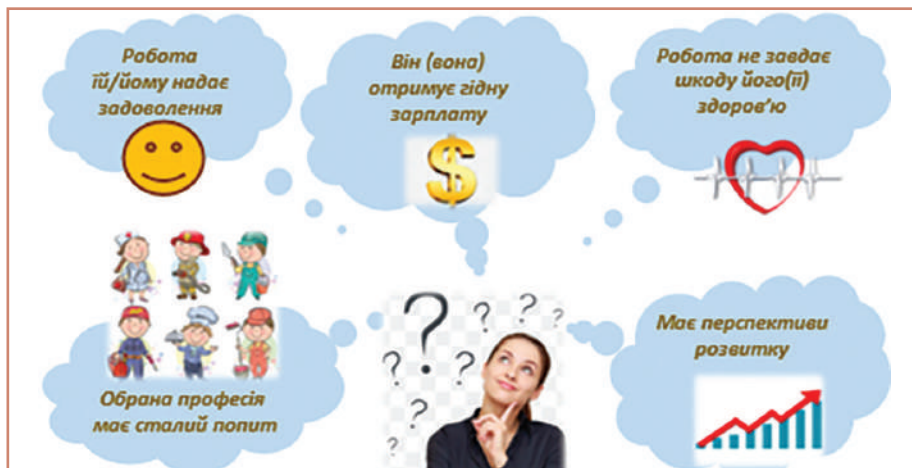 Робота
їй/йому надає
задоволення
Він (вона)
отримує гідну
зарплату
Робота не завдає
шкоду його(її)
здоров'ю
Обрана професія
має сталий попит
Має перспективи
розвитку